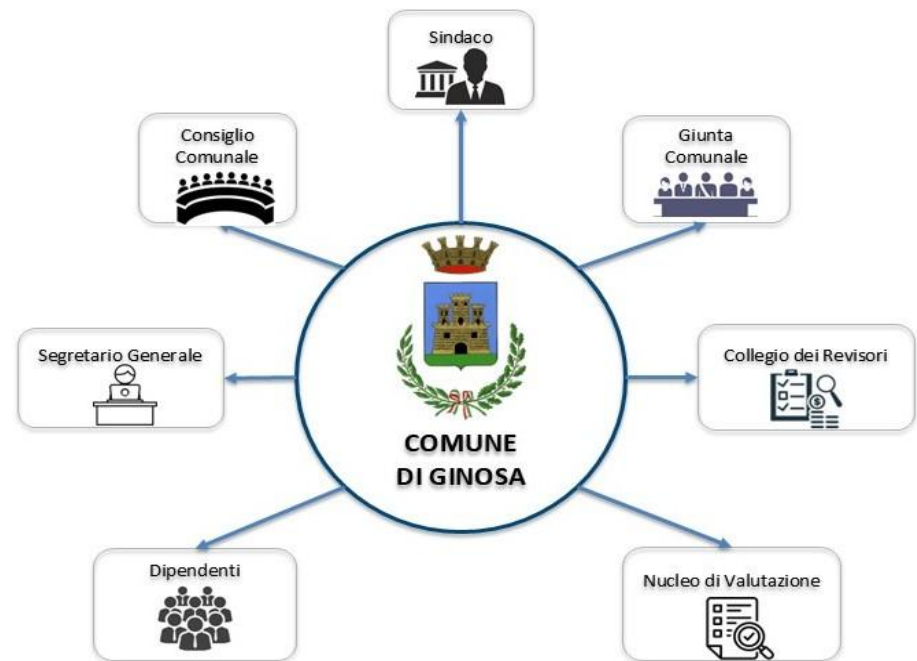 Sindaco
Consiglio
Comunale
Giunta
Comunale
Segretario Generale
Collegio dei Revisori
COMUNE
DI GINOSA
Dipendenti
Nucleo di Valutazione